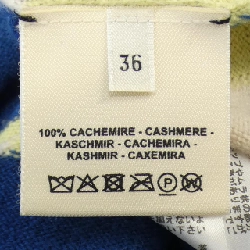 36
100% CACHEMIRE - CASHMERE -
KASCHMIR - CACHEMIRA -
KASHMIR - CAXEMIRA